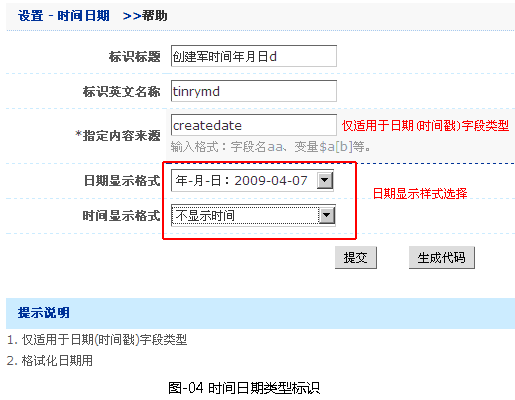 设置 - 时间日期 >>帮助
标识标题 创建军时间年月日d
标识英文名称 tinrymd
*指定内容来源 createdate 仅适用于日期(时间戳)字段类型
输入格式：字段名aa、变量$a[b]等。
日期显示格式 年-月-日：2009-04-07
日期显示样式选择
时间显示格式 不显示时间
提交 生成代码
提示说明
1. 仅适用于日期(时间戳)字段类型
2. 格试化日期用
图-04 时间日期类型标识